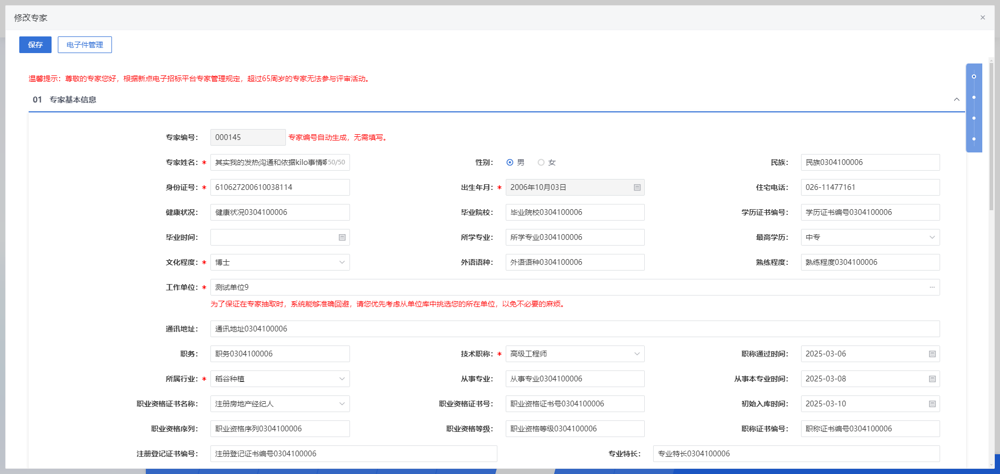 修改专家
保存 电子件管理
温馨提示：尊敬的专家您好，根据新点电子招标平台专家管理规定，超过65周岁的专家无法参与评审活动。
01 专家基本信息
专家编号： 000145 专家编号自动生成，无需填写。
专家姓名：* 其实我的发热沟通和依据kilo事情 50/50 性别： 男 女 民族： 民族0304100006
身份证号：* 610627200610038114 出生年月：* 2006年10月03日 住宅电话： 026-11477161
健康状况： 健康状况0304100006 毕业院校： 毕业院校0304100006 学历证书编号： 学历证书编号0304100006
毕业时间： 所学专业： 所学专业0304100006 最高学历： 中专
文化程度：* 博士 外语语种： 外语语种0304100006 熟练程度： 熟练程度0304100006
工作单位：* 测试单位9 ...
为了保证在专家抽取时，系统能够准确回避，请您优先考虑从单位库中挑选您的所在单位，以免不必要的麻烦。
通讯地址： 通讯地址0304100006
职务： 职务0304100006 技术职称：* 高级工程师 职称通过时间： 2025-03-06
所属行业：* 稻谷种植 从事专业： 从事专业0304100006 从事本专业时间： 2025-03-08
职业资格证书名称： 注册房地产经纪人 职业资格证书号： 职业资格证书号0304100006 初始入库时间： 2025-03-10
职业资格序列： 职业资格序列0304100006 职业资格等级： 职业资格等级0304100006 职称证书编号： 职称证书编号0304100006
注册登记证书编号： 注册登记证书编号0304100006 专业特长： 专业特长0304100006